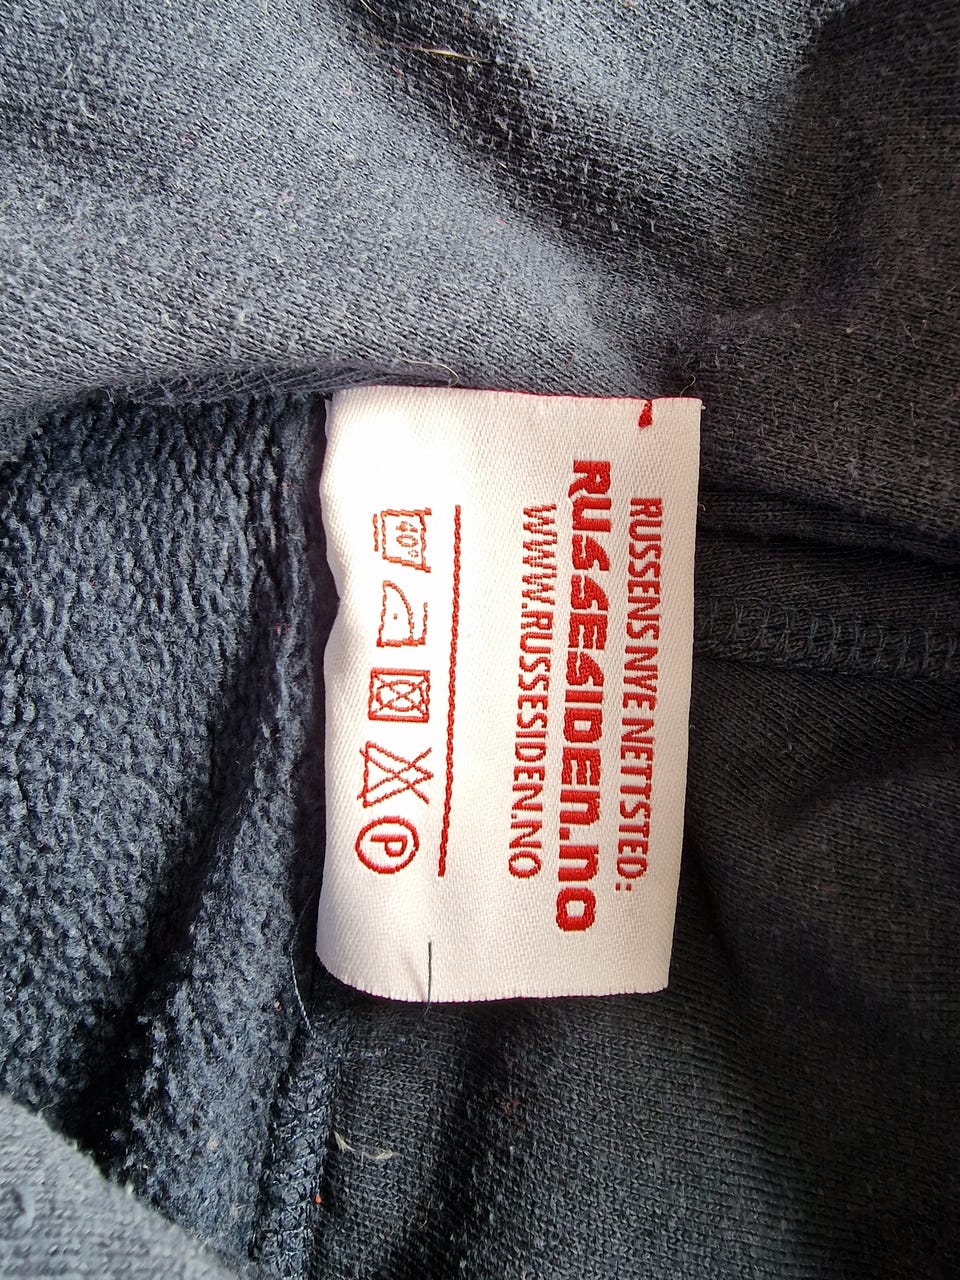 RUSSENS NYE NETTSTED:
RUSSESIDEN.NO
WWW.RUSSESIDEN.NO
40°
P